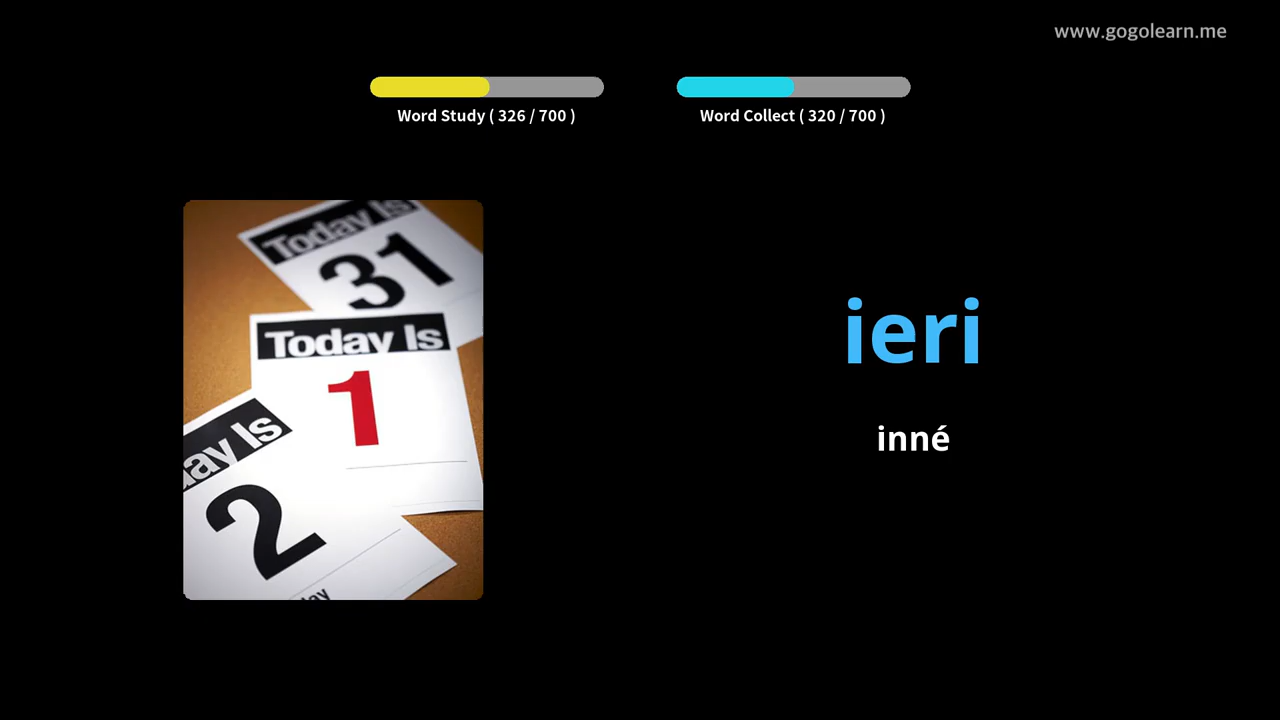 www.gogolearn.me
Word Study ( 326 / 700 )
Word Collect ( 320 / 700 )
Today Is
31
Today Is
1
ay Is
2
ay
ieri
inné